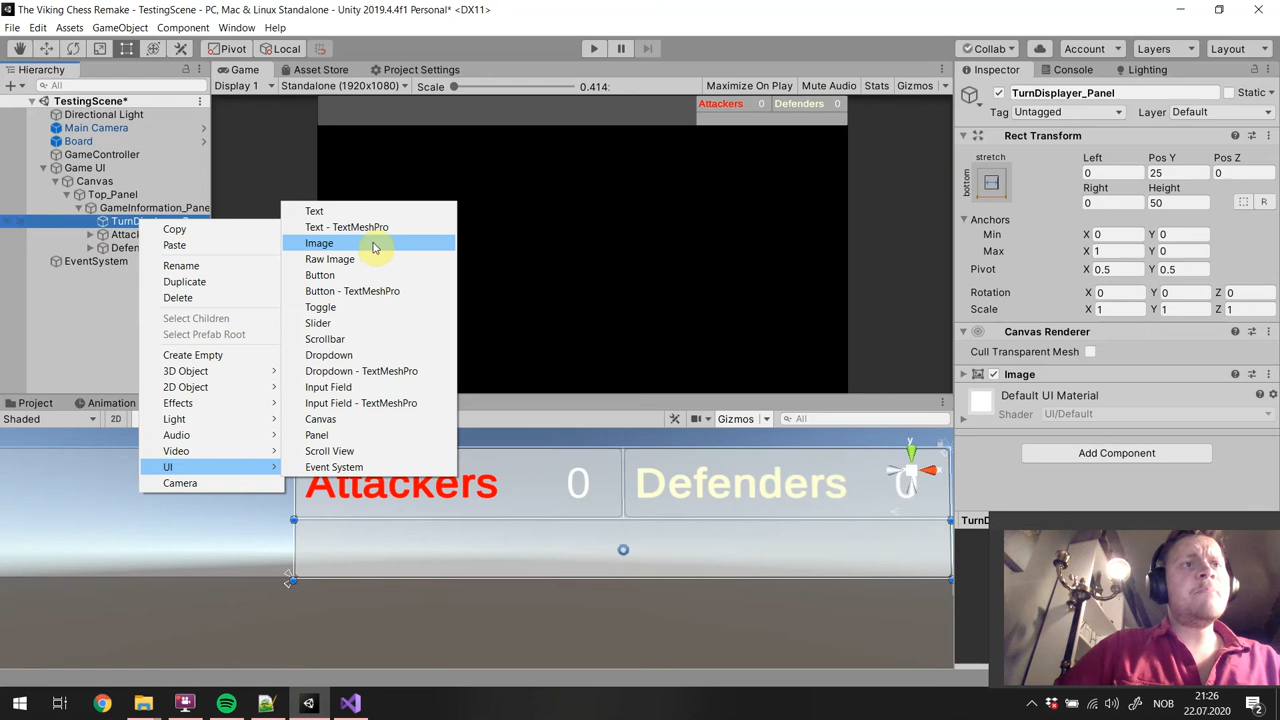 The Viking Chess Remake - TestingScene - PC, Mac & Linux Standalone - Unity 2019.4.4f1 Personal* <DX11>
File Edit Assets GameObject Component Window Help
Pivot Local Collab Account Layers Layout
Hierarchy Game Asset Store Project Settings Inspector Console Lighting
All Display 1 Standalone (1920x1080) Scale 0.414: Maximize On Play Mute Audio Stats Gizmos TurnDisplayer_Panel Static
TestingScene* Attackers 0 Defenders 0 Tag Untagged Layer Default
Directional Light
Main Camera Rect Transform
Board
GameController stretch Left Pos Y Pos Z
Game UI bottom 0 25 0
Canvas Right Height
Top_Panel 0 50 R
GameInformation_Pane Anchors
TurnDis
Attac
Defen
EventSystem
Copy
Paste
Rename
Duplicate
Delete
Select Children
Select Prefab Root
Create Empty
3D Object
2D Object
Effects
Light
Audio
Video
UI
Camera
Text
Text - TextMeshPro
Image
Raw Image
Button
Button - TextMeshPro
Toggle
Slider
Scrollbar
Dropdown
Dropdown - TextMeshPro
Input Field
Input Field - TextMeshPro
Canvas
Panel
Scroll View
Event System
Min X 0 Y 0
Max X 1 Y 0
Pivot X 0.5 Y 0.5
Rotation X 0 Y 0 Z 0
Scale X 1 Y 1 Z 1
Canvas Renderer
Cull Transparent Mesh
Image
Default UI Material
Shader UI/Default
Add Component
Project Animation
Shaded 2D Gizmos All
y
x
Attackers 0 Defenders 0
TurnD
NOB 21:26
22.07.2020
2